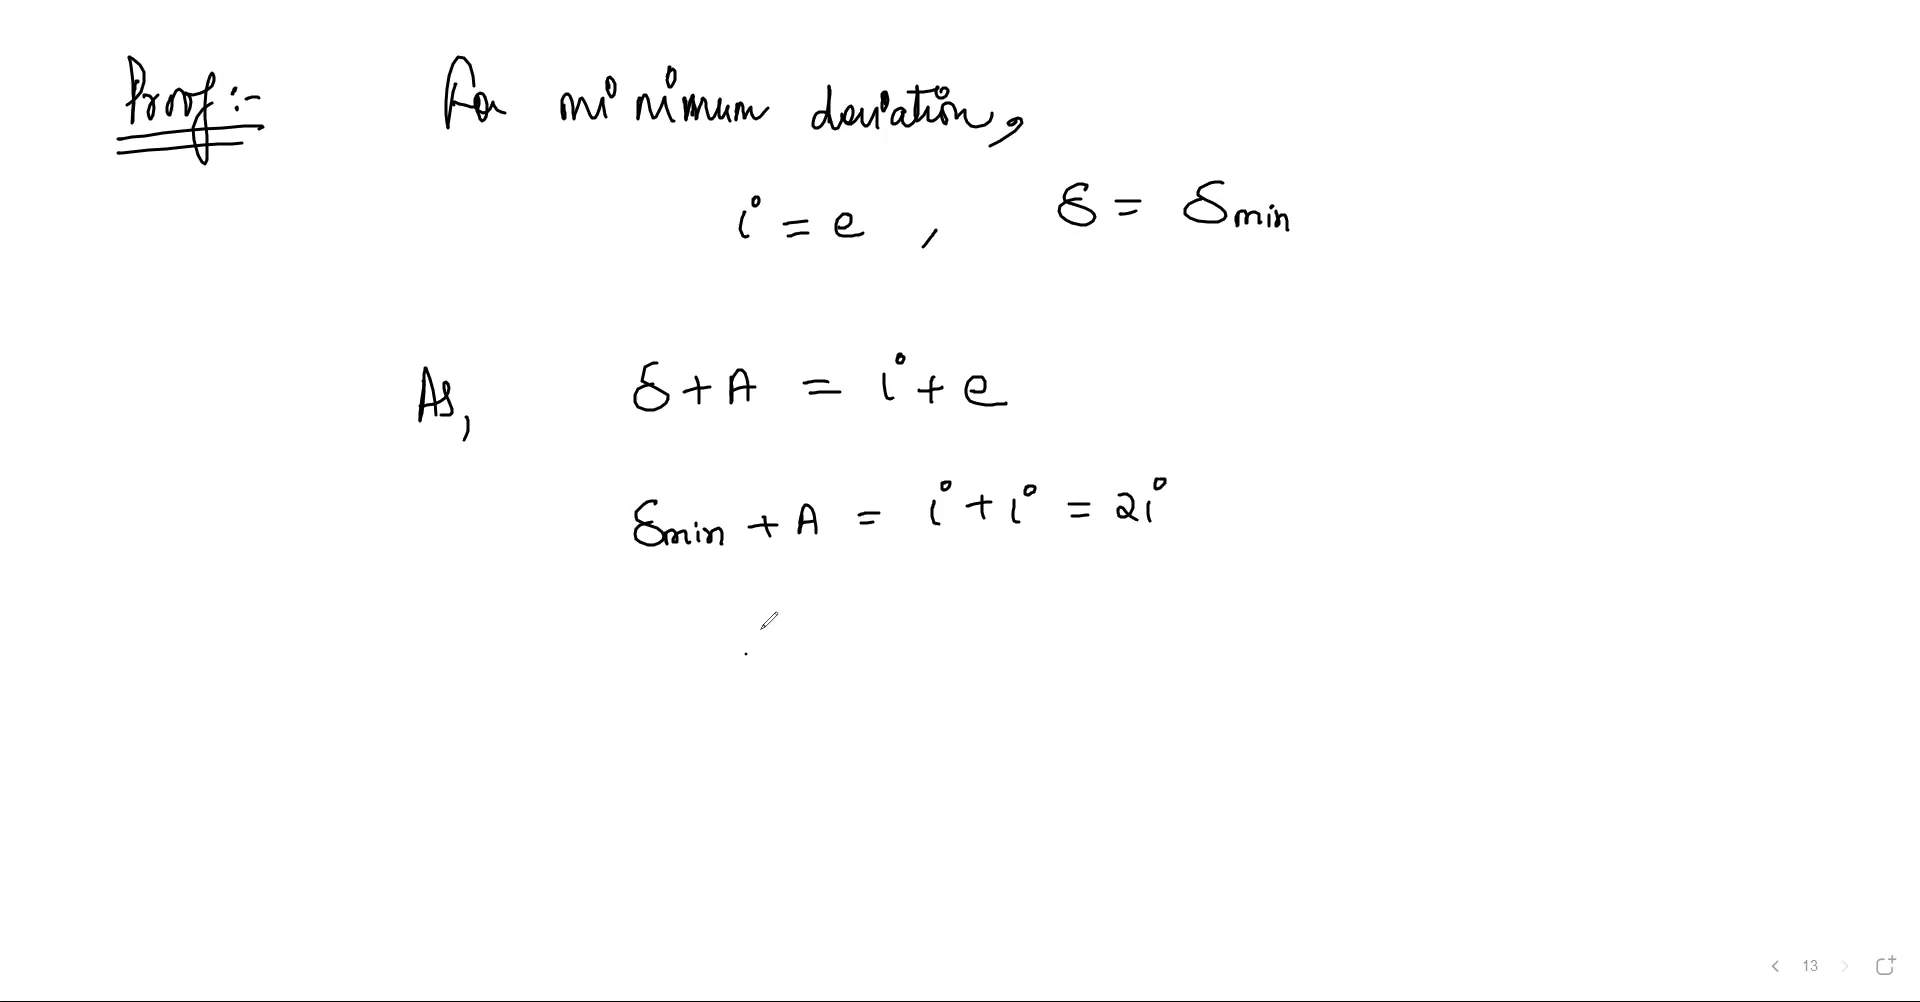 Proof :- For minimum deviation,
i = e , δ = δmin
As, δ + A = i + e
δmin + A = i + i = 2i
13